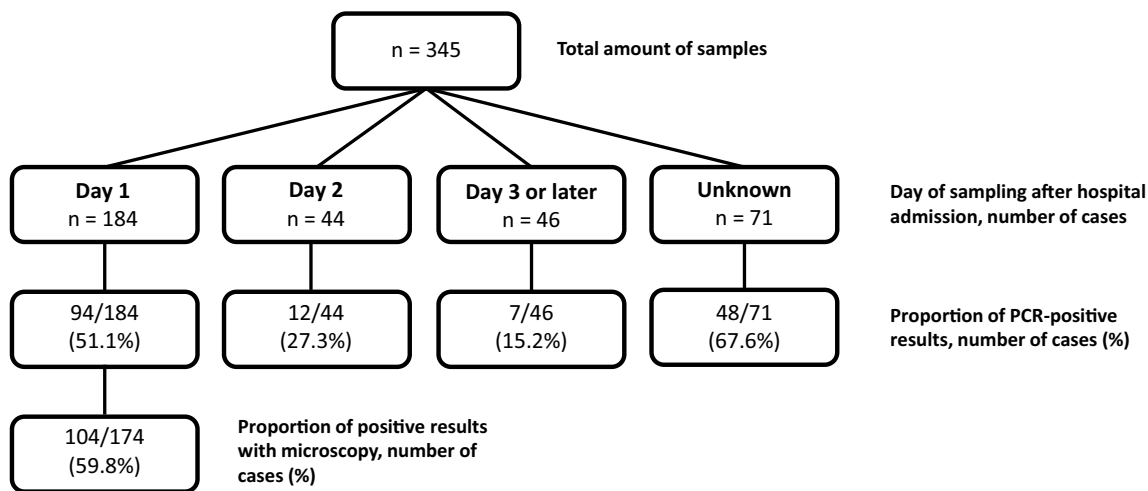 n = 345
Total amount of samples
Day 1
n = 184
Day 2
n = 44
Day 3 or later
n = 46
Unknown
n = 71
Day of sampling after hospital
admission, number of cases
94/184
(51.1%)
12/44
(27.3%)
7/46
(15.2%)
48/71
(67.6%)
Proportion of PCR-positive
results, number of cases (%)
104/174
(59.8%)
Proportion of positive results
with microscopy, number of
cases (%)